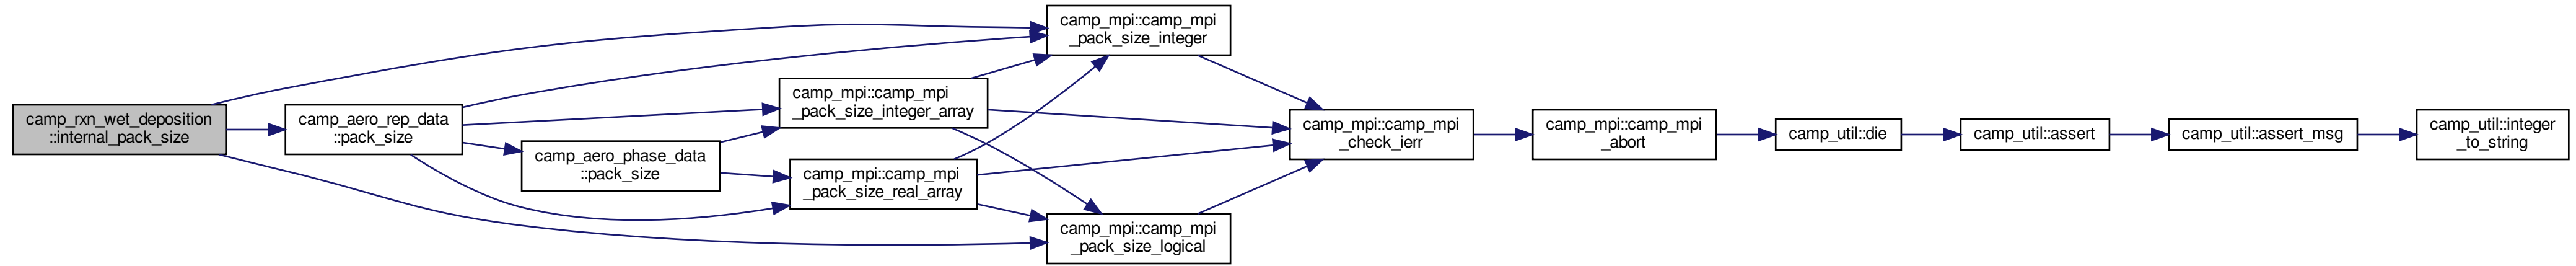 camp_rxn_wet_deposition
::internal_pack_size
camp_aero_rep_data
::pack_size
camp_aero_phase_data
::pack_size
camp_mpi::camp_mpi
_pack_size_integer_array
camp_mpi::camp_mpi
_pack_size_real_array
camp_mpi::camp_mpi
_pack_size_integer
camp_mpi::camp_mpi
_pack_size_logical
camp_mpi::camp_mpi
_check_ierr
camp_mpi::camp_mpi
_abort
camp_util::die
camp_util::assert
camp_util::assert_msg
camp_util::integer
_to_string